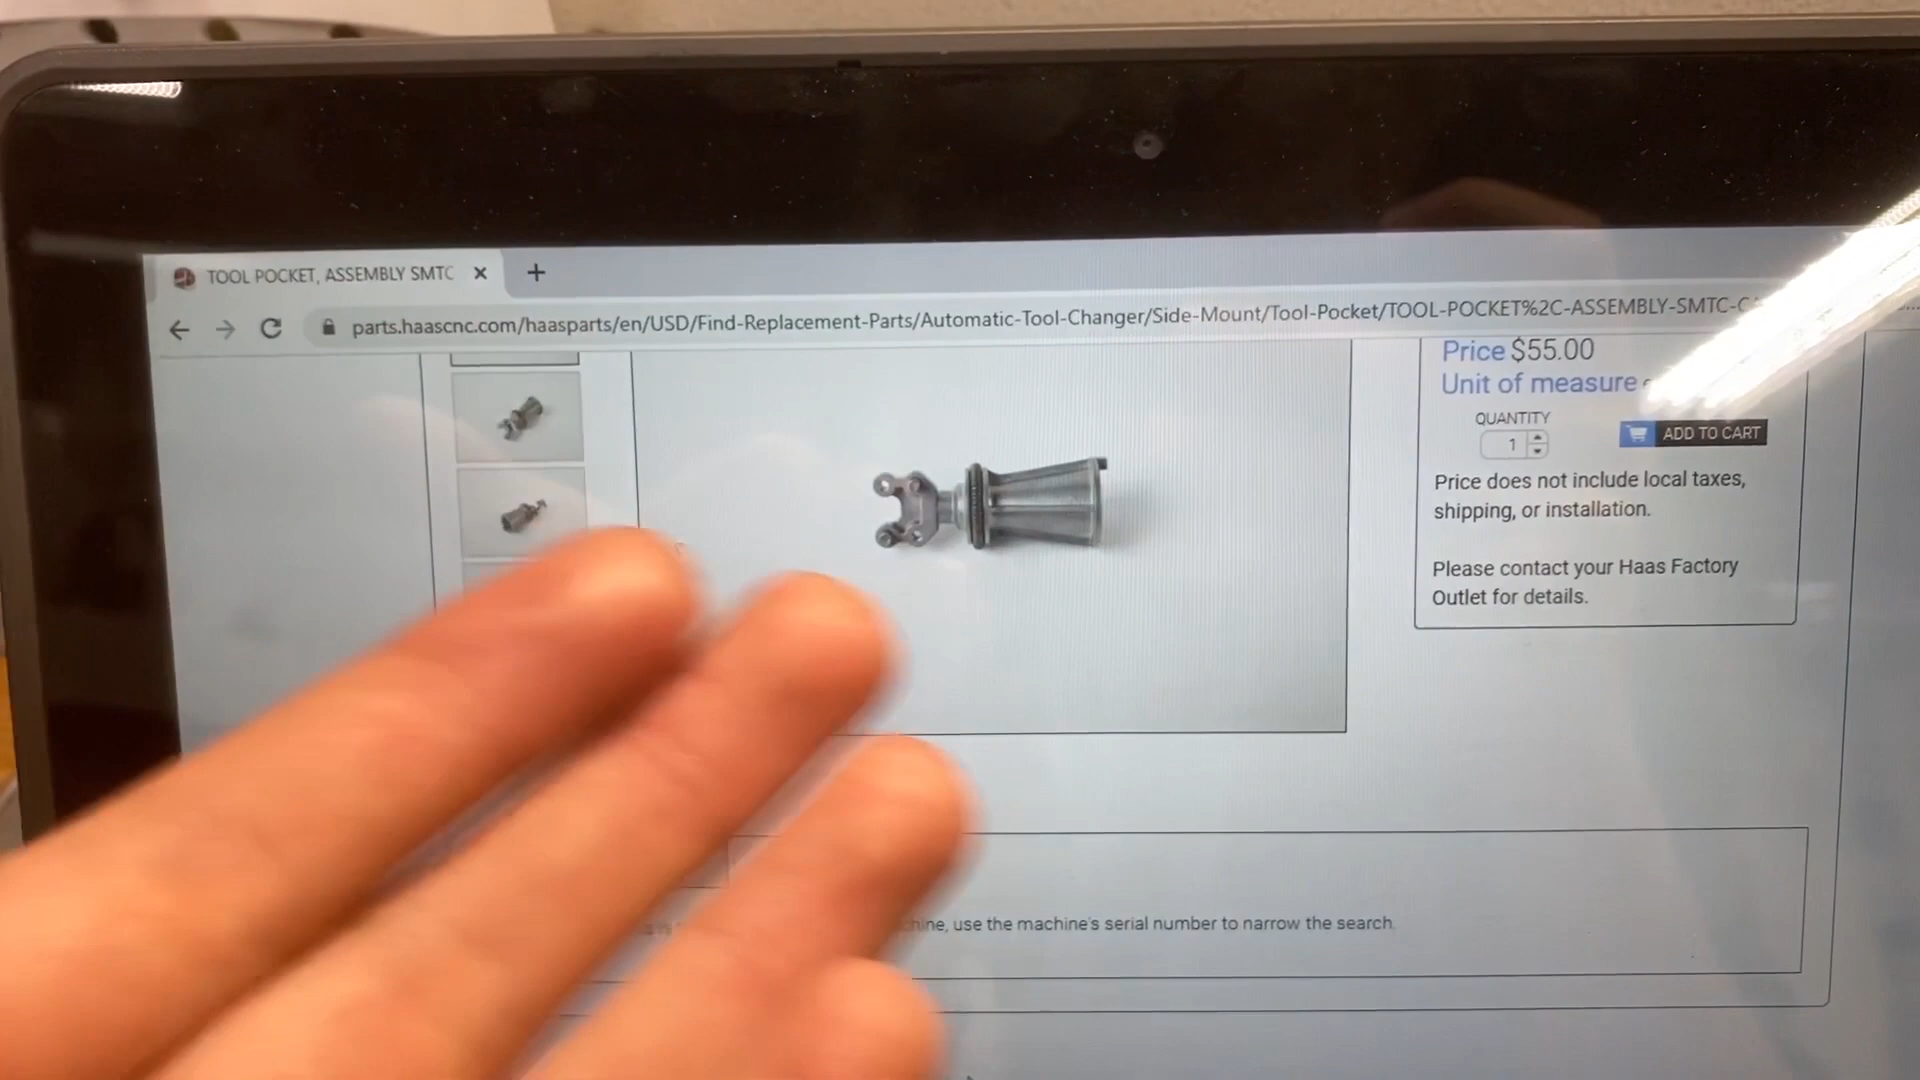 TOOL POCKET, ASSEMBLY SMTC
parts.haascnc.com/haasparts/en/USD/Find-Replacement-Parts/Automatic-Tool-Changer/Side-Mount/Tool-Pocket/TOOL-POCKET%2C-ASSEMBLY-SMTC-C
Price $55.00
Unit of measure
QUANTITY
1
ADD TO CART
Price does not include local taxes,
shipping, or installation.
Please contact your Haas Factory
Outlet for details.
use the machine's serial number to narrow the search.